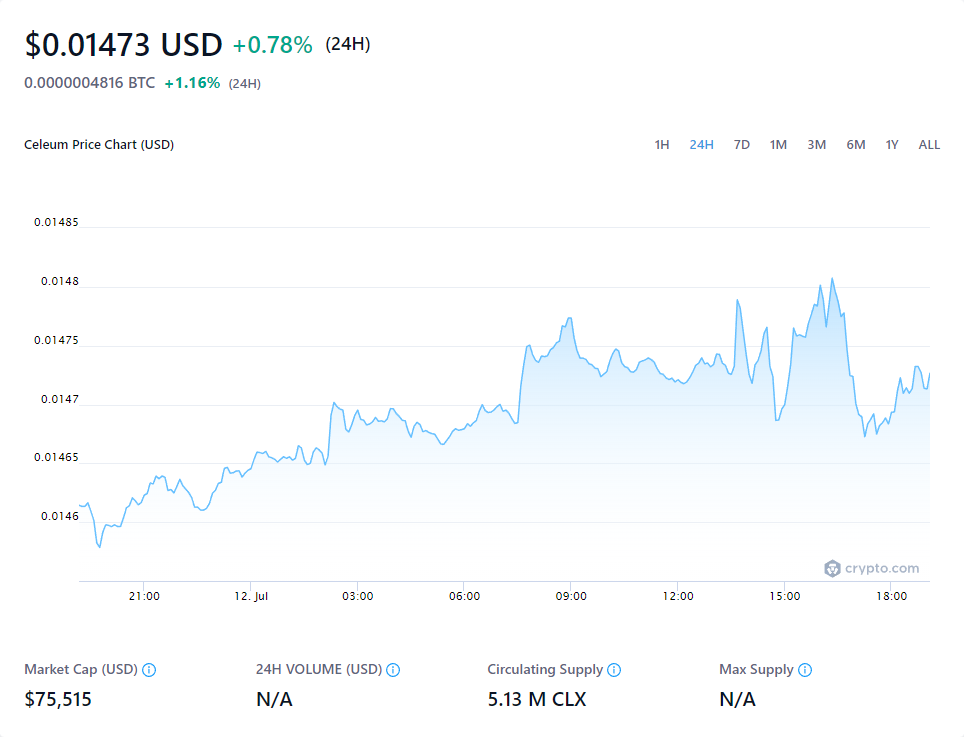 $0.01473 USD +0.78% (24H)
0.0000004816 BTC +1.16% (24H)
Celeum Price Chart (USD)
1H 24H 7D 1M 3M 6M 1Y ALL
0.01485
0.0148
0.01475
0.0147
0.01465
0.0146
crypto.com
21:00 12. Jul 03:00 06:00 09:00 12:00 15:00 18:00
Market Cap (USD) 24H VOLUME (USD) Circulating Supply Max Supply
$75,515 N/A 5.13 M CLX N/A